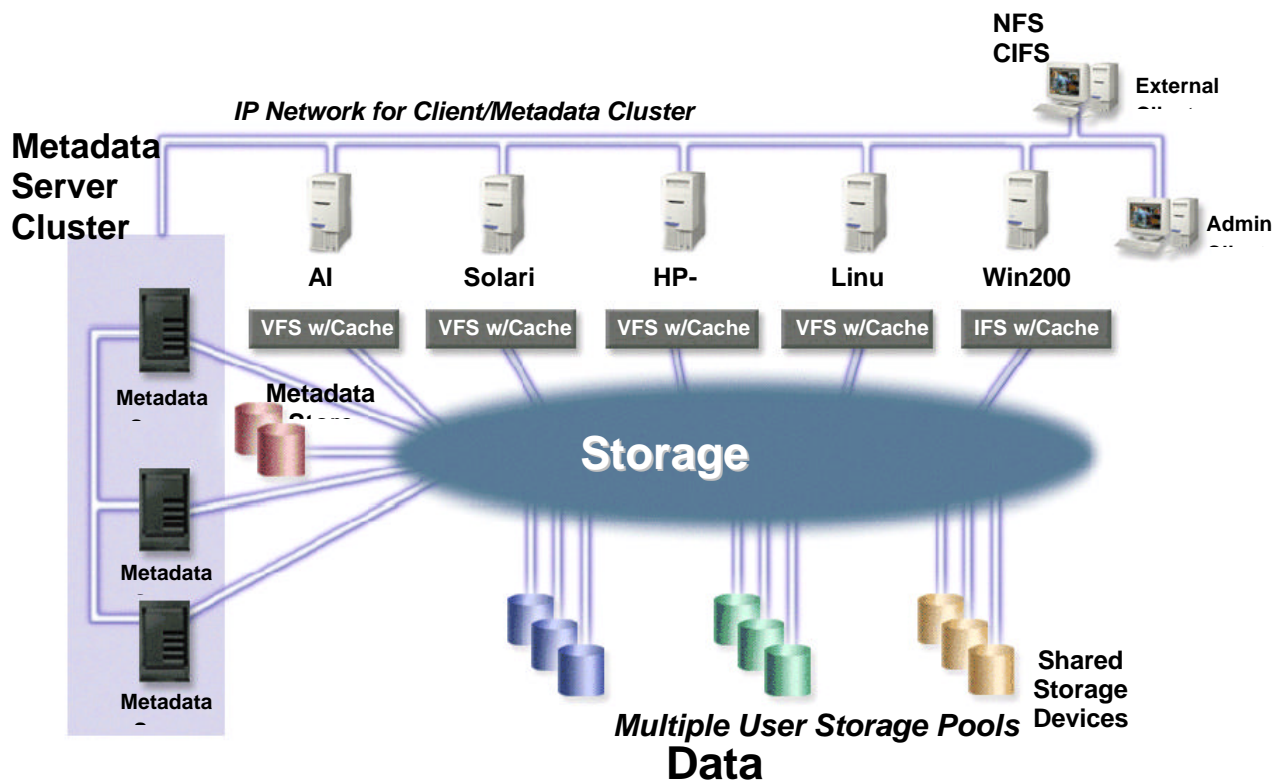 NFS
CIFS
External
IP Network for Client/Metadata Cluster
Metadata
Server
Cluster
Admin
AI
Solari
HP-
Linu
Win200
VFS w/Cache
VFS w/Cache
VFS w/Cache
VFS w/Cache
IFS w/Cache
Metadata
Metadata
Storage
Metadata
Metadata
Shared
Storage
Devices
Multiple User Storage Pools
Data